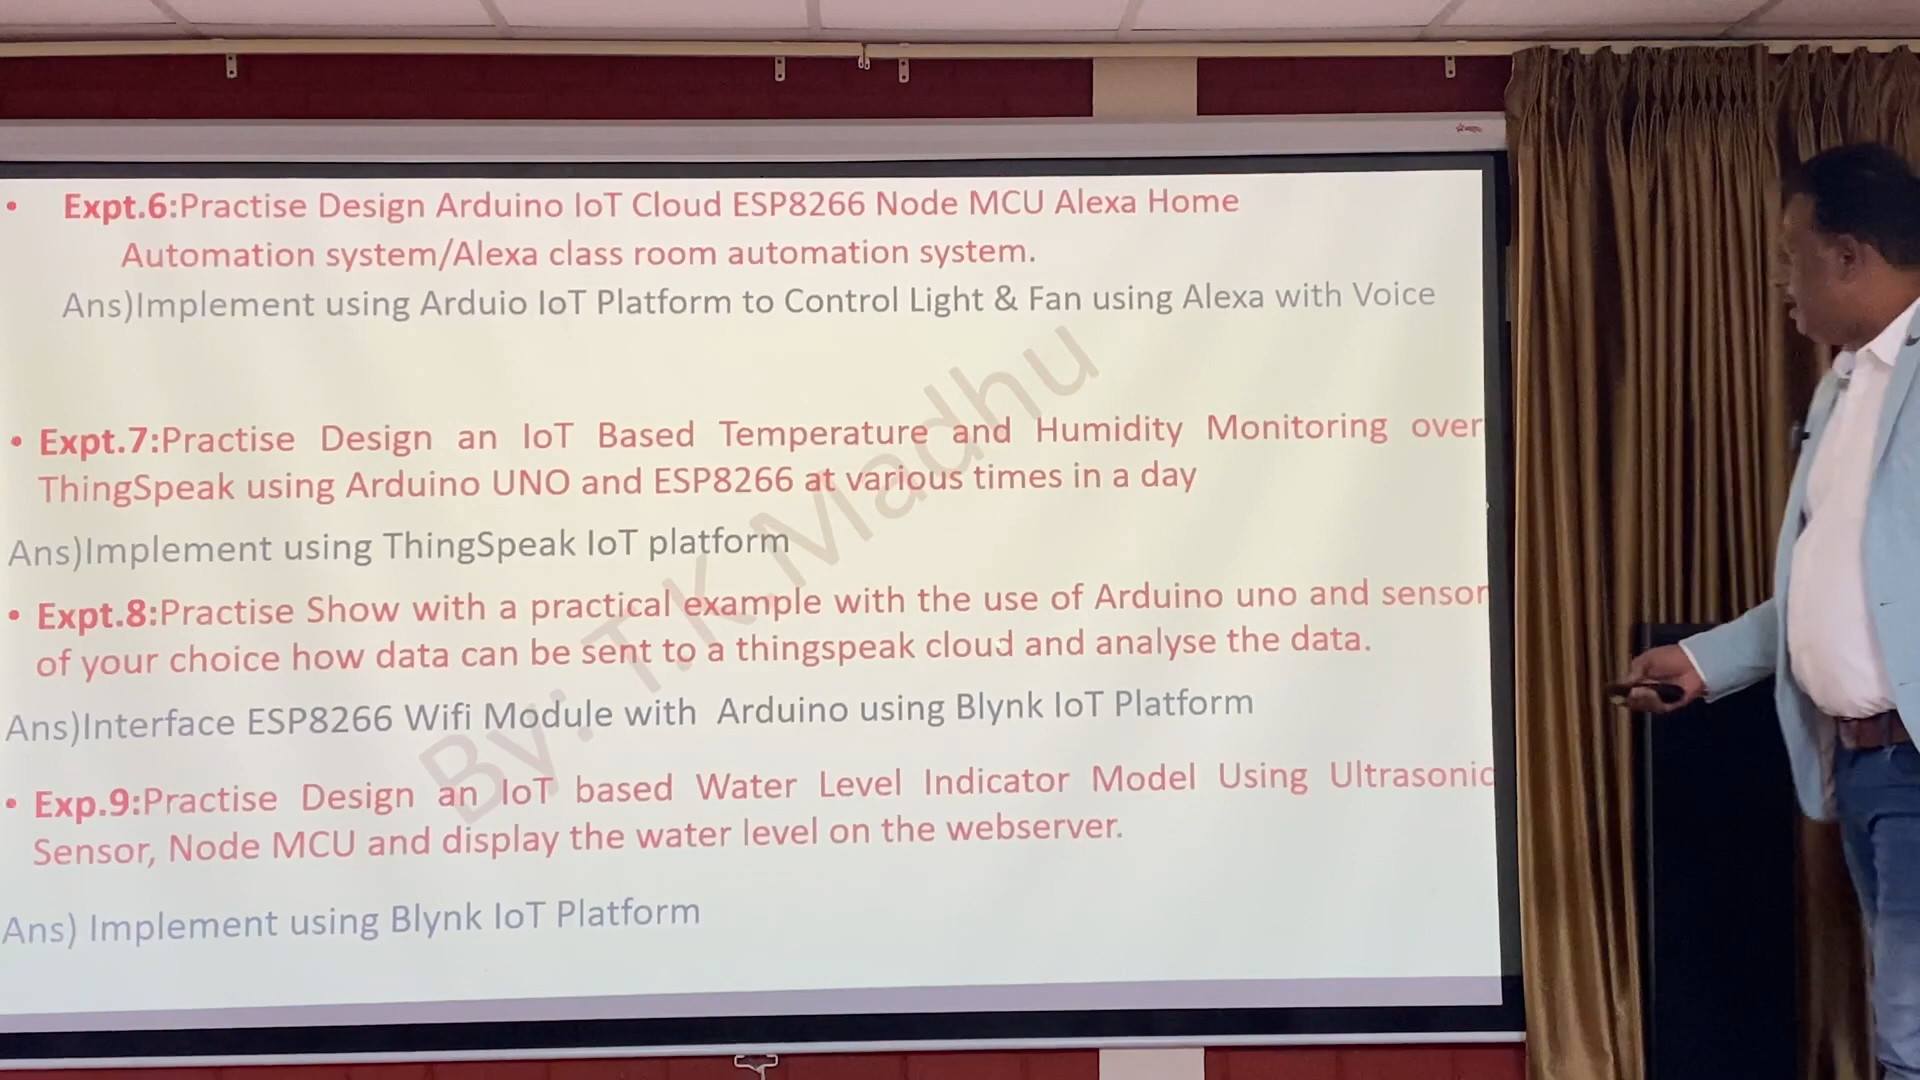 • Expt.6:Practise Design Arduino IoT Cloud ESP8266 Node MCU Alexa Home
Automation system/Alexa class room automation system.
Ans)Implement using Arduio IoT Platform to Control Light & Fan using Alexa with Voice
• Expt.7:Practise Design an IoT Based Temperature and Humidity Monitoring over
ThingSpeak using Arduino UNO and ESP8266 at various times in a day
Ans)Implement using ThingSpeak IoT platform
• Expt.8:Practise Show with a practical example with the use of Arduino uno and sensor
of your choice how data can be sent to a thingspeak cloud and analyse the data.
Ans)Interface ESP8266 Wifi Module with Arduino using Blynk IoT Platform
• Exp.9:Practise Design an IoT based Water Level Indicator Model Using Ultrasonic
Sensor, Node MCU and display the water level on the webserver.
Ans) Implement using Blynk IoT Platform
By: T.K.Madhu